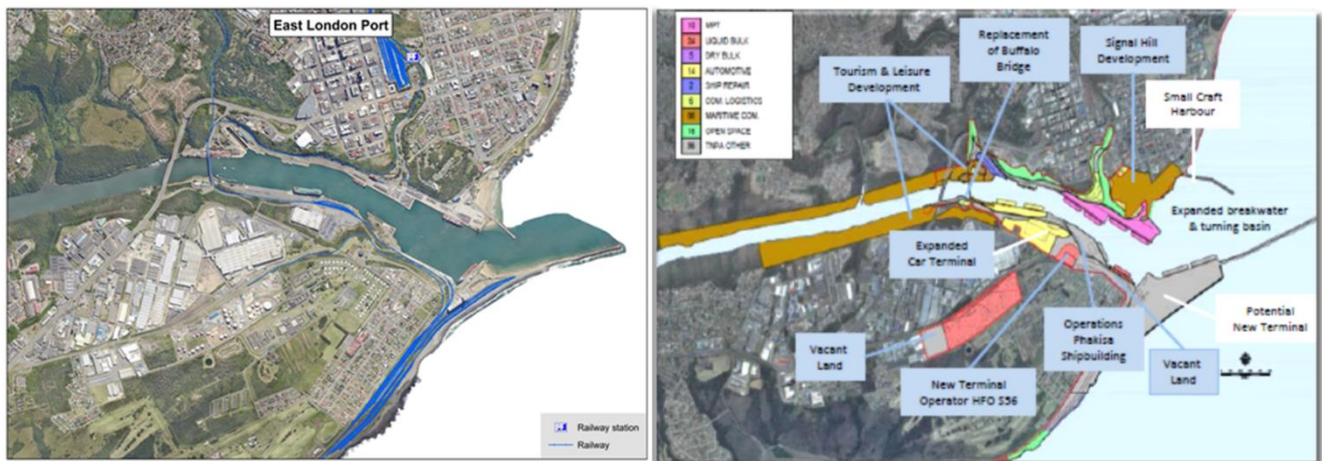 East London Port
Railway station
Railway
MPT
LIQUID BULK
DRY BULK
AUTOMOTIVE
SHIP REPAIR
COM. LOGISTICS
MARITIME COM.
OPEN SPACE
TNPA OTHER
Tourism & Leisure
Development
Replacement
of Buffalo
Bridge
Signal Hill
Development
Small Craft
Harbour
Expanded breakwater
& turning basin
Expanded
Car Terminal
Potential
New Terminal
Vacant
Land
New Terminal
Operator HFO S56
Operations
Phakisa
Shipbuilding
Vacant
Land